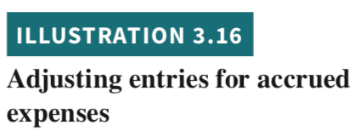 ILLUSTRATION 3.16
Adjusting entries for accrued
expenses